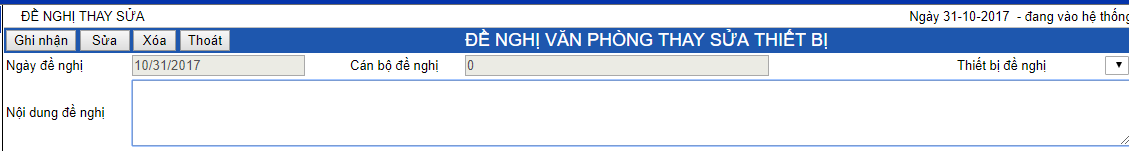 ĐỀ NGHỊ THAY SỬA Ngày 31-10-2017 - đang vào hệ thống
Ghi nhận Sửa Xóa Thoát ĐỀ NGHỊ VĂN PHÒNG THAY SỬA THIẾT BỊ
Ngày đề nghị 10/31/2017 Cán bộ đề nghị 0 Thiết bị đề nghị
Nội dung đề nghị